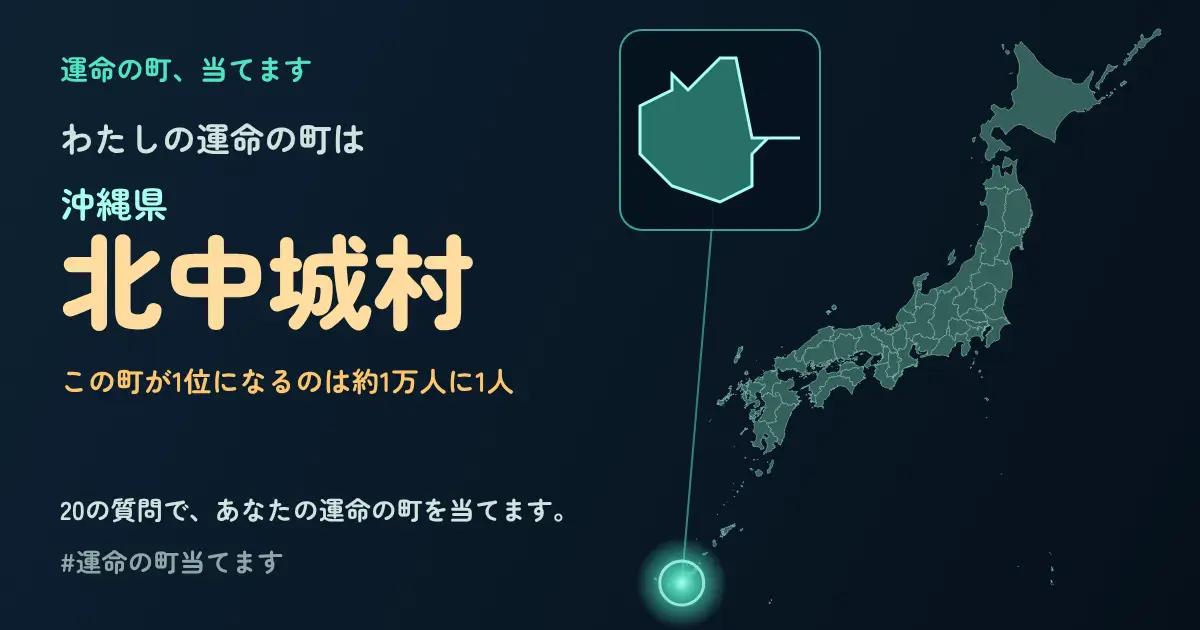 運命の町、当てます
わたしの運命の町は
沖縄県
北中城村
この町が1位になるのは約1万人に1人
20の質問で、あなたの運命の町を当てます。
#運命の町当てます